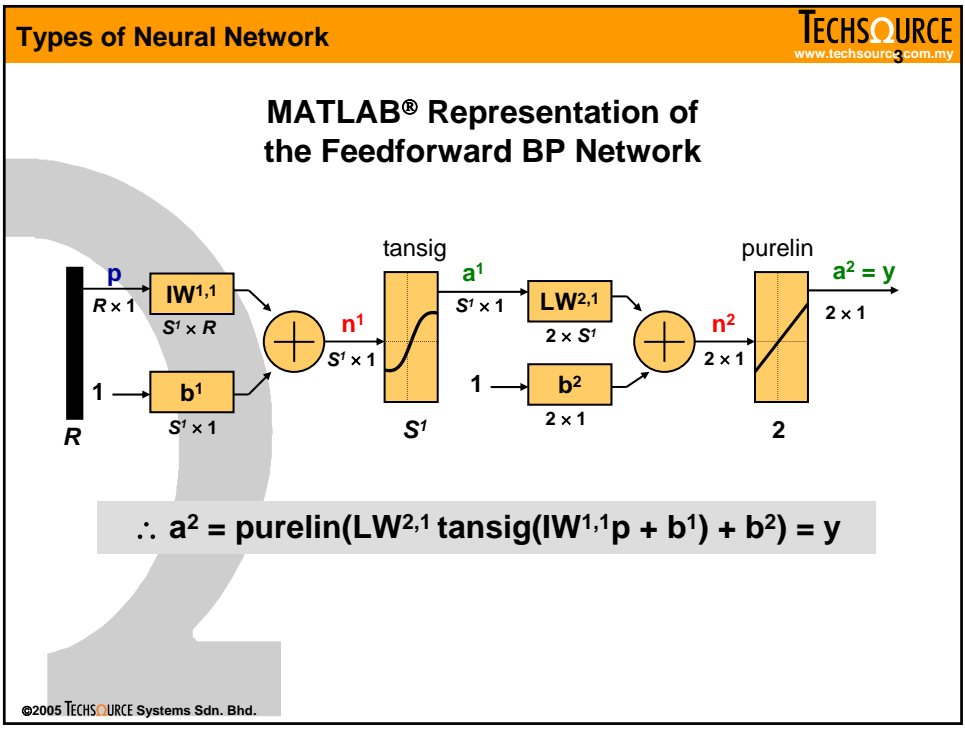 Types of Neural Network
TECHSOURCE
www.techsource.com.my
3
MATLAB® Representation of
the Feedforward BP Network
tansig
purelin
p
R × 1
IW¹,¹
S¹ × R
n¹
S¹ × 1
a¹
S¹ × 1
LW²,¹
2 × S¹
n²
2 × 1
a² = y
2 × 1
1
b¹
S¹ × 1
1
b²
2 × 1
R
S¹
2
∴ a² = purelin(LW²,¹ tansig(IW¹,¹p + b¹) + b²) = y
©2005 TECHSOURCE Systems Sdn. Bhd.